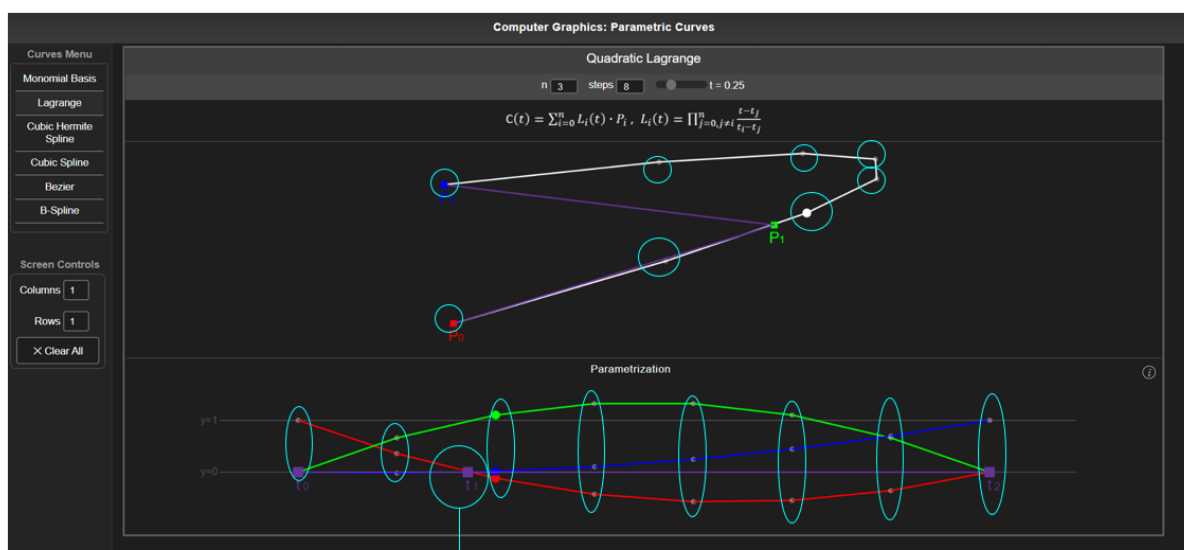 Computer Graphics: Parametric Curves
Curves Menu
Monomial Basis
Lagrange
Cubic Hermite
Spline
Cubic Spline
Bezier
B-Spline
Screen Controls
Columns 1
Rows 1
× Clear All
Quadratic Lagrange
n 3 steps 8 t = 0.25
C(t) = ∑ⁿᵢ₌₀ Lᵢ(t) · Pᵢ , Lᵢ(t) = ∏ⁿⱼ₌₀,ⱼ≠ᵢ (t−tⱼ)/(tᵢ−tⱼ)
P₁
P₀
Parametrization
i
y=1
y=0
t₀ t₁ t₂